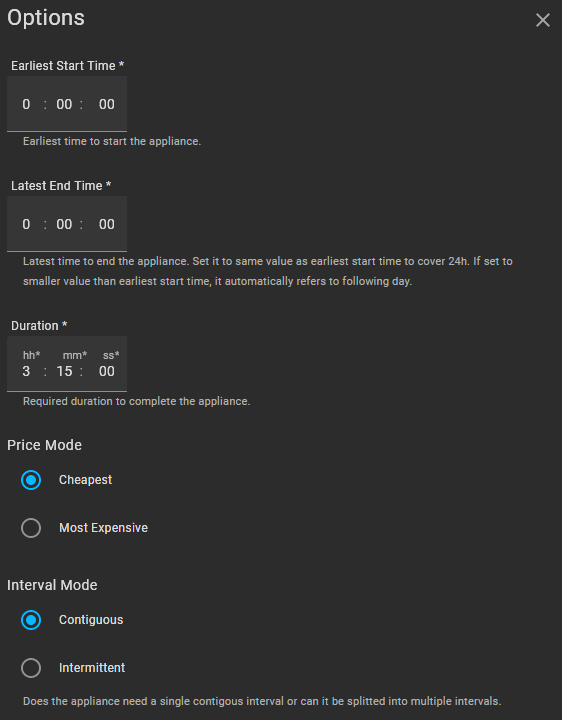 Options
Earliest Start Time *
0 : 00 : 00
Earliest time to start the appliance.
Latest End Time *
0 : 00 : 00
Latest time to end the appliance. Set it to same value as earliest start time to cover 24h. If set to
smaller value than earliest start time, it automatically refers to following day.
Duration *
hh* mm* ss*
3 : 15 : 00
Required duration to complete the appliance.
Price Mode
Cheapest
Most Expensive
Interval Mode
Contiguous
Intermittent
Does the appliance need a single contigous interval or can it be splitted into multiple intervals.